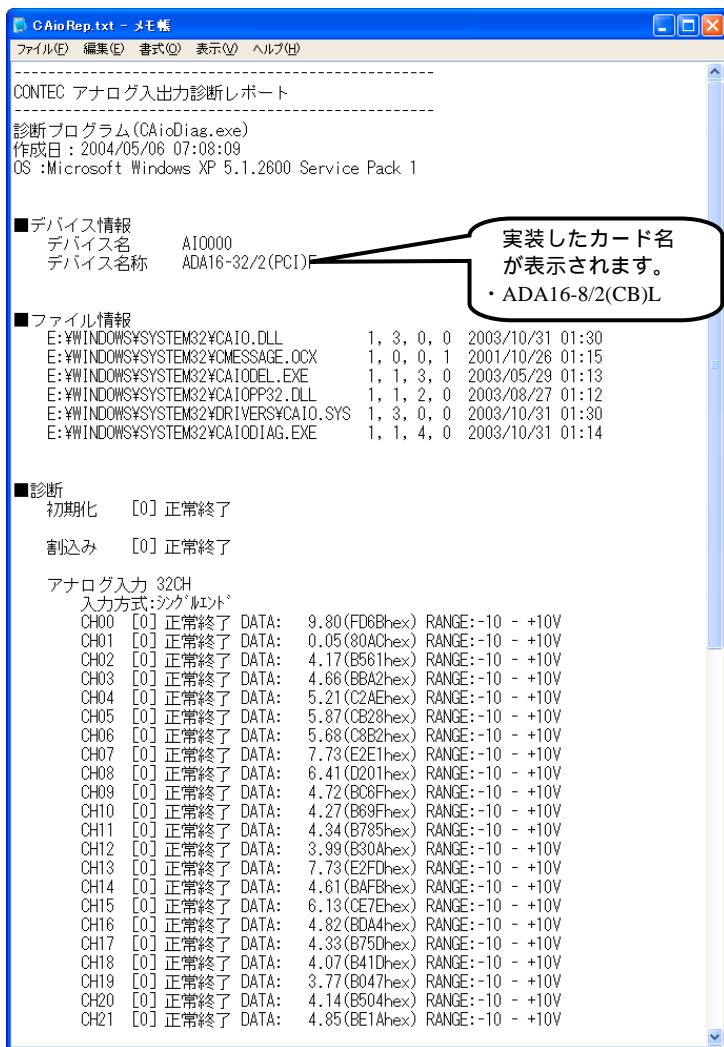 CAioRep.txt - メモ帳
ファイル(F) 編集(E) 書式(O) 表示(V) ヘルプ(H)
-----------------------------------------------------
CONTEC アナログ入出力診断レポート
-----------------------------------------------------
診断プログラム(CAioDiag.exe)
作成日：2004/05/06 07:08:09
OS :Microsoft Windows XP 5.1.2600 Service Pack 1
■デバイス情報
デバイス名 AIO000
デバイス名称 ADA16-32/2(PCI)F
実装したカード名
が表示されます。
・ADA16-8/2(CB)L
■ファイル情報
E:¥WINDOWS¥SYSTEM32¥CAIO.DLL 1, 3, 0, 0 2003/10/31 01:30
E:¥WINDOWS¥SYSTEM32¥CMESSAGE.OCX 1, 0, 0, 1 2001/10/26 01:15
E:¥WINDOWS¥SYSTEM32¥CAIODEL.EXE 1, 1, 3, 0 2003/05/29 01:13
E:¥WINDOWS¥SYSTEM32¥CAIOPP32.DLL 1, 1, 2, 0 2003/08/27 01:12
E:¥WINDOWS¥SYSTEM32¥DRIVERS¥CAIO.SYS 1, 3, 0, 0 2003/10/31 01:30
E:¥WINDOWS¥SYSTEM32¥CAIODIAG.EXE 1, 1, 4, 0 2003/10/31 01:14
■診断
初期化 [0] 正常終了
割込み [0] 正常終了
アナログ入力 32CH
入力方式:ｼﾝｸﾞﾙｴﾝﾄﾞ
CH00 [0] 正常終了 DATA: 9.80(FD6Bhex) RANGE:-10 - +10V
CH01 [0] 正常終了 DATA: 0.05(80AChex) RANGE:-10 - +10V
CH02 [0] 正常終了 DATA: 4.17(B561hex) RANGE:-10 - +10V
CH03 [0] 正常終了 DATA: 4.66(BBA2hex) RANGE:-10 - +10V
CH04 [0] 正常終了 DATA: 5.21(C2AEhex) RANGE:-10 - +10V
CH05 [0] 正常終了 DATA: 5.87(CB28hex) RANGE:-10 - +10V
CH06 [0] 正常終了 DATA: 5.68(C8B2hex) RANGE:-10 - +10V
CH07 [0] 正常終了 DATA: 7.73(E2E1hex) RANGE:-10 - +10V
CH08 [0] 正常終了 DATA: 6.41(D201hex) RANGE:-10 - +10V
CH09 [0] 正常終了 DATA: 4.72(BC6Fhex) RANGE:-10 - +10V
CH10 [0] 正常終了 DATA: 4.27(B69Fhex) RANGE:-10 - +10V
CH11 [0] 正常終了 DATA: 4.34(B785hex) RANGE:-10 - +10V
CH12 [0] 正常終了 DATA: 3.99(B30Ahex) RANGE:-10 - +10V
CH13 [0] 正常終了 DATA: 7.73(E2FDhex) RANGE:-10 - +10V
CH14 [0] 正常終了 DATA: 4.61(BAFBhex) RANGE:-10 - +10V
CH15 [0] 正常終了 DATA: 6.13(CE7Ehex) RANGE:-10 - +10V
CH16 [0] 正常終了 DATA: 4.82(BDA4hex) RANGE:-10 - +10V
CH17 [0] 正常終了 DATA: 4.33(B75Dhex) RANGE:-10 - +10V
CH18 [0] 正常終了 DATA: 4.07(B41Dhex) RANGE:-10 - +10V
CH19 [0] 正常終了 DATA: 3.77(B047hex) RANGE:-10 - +10V
CH20 [0] 正常終了 DATA: 4.14(B504hex) RANGE:-10 - +10V
CH21 [0] 正常終了 DATA: 4.85(BE1Ahex) RANGE:-10 - +10V